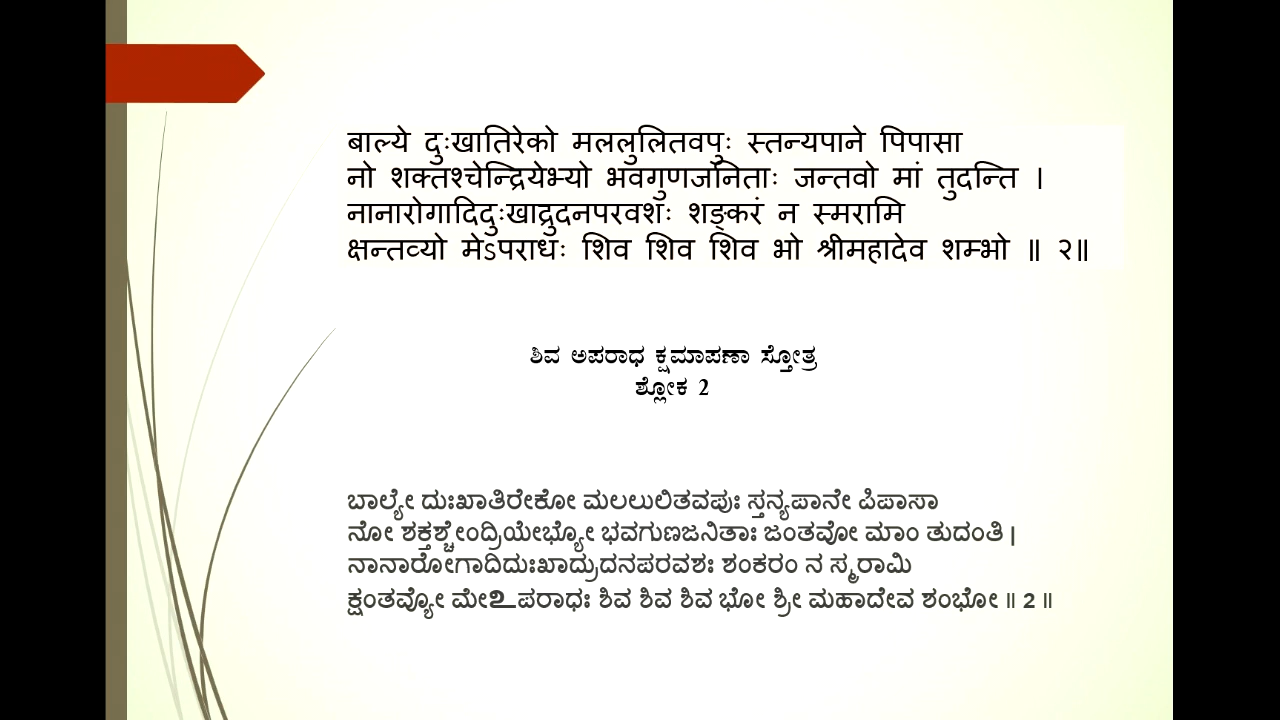 बाल्ये दुःखातिरेको मललुलितवपुः स्तन्यपाने पिपासा
नो शक्तश्चेन्द्रियेभ्यो भवगुणजनिताः जन्तवो मां तुदन्ति ।
नानारोगादिदुःखाद्रुदनपरवशः शङ्करं न स्मरामि
क्षन्तव्यो मेऽपराधः शिव शिव शिव भो श्रीमहादेव शम्भो ॥ २॥
ಶಿವ ಅಪರಾಧ ಕ್ಷಮಾಪಣಾ ಸ್ತೋತ್ರ
ಶ್ಲೋಕ 2
ಬಾಲ್ಯೇ ದುಃಖಾತಿರೇಕೋ ಮಲಲುಲಿತವಪುಃ ಸ್ತನ್ಯಪಾನೇ ಪಿಪಾಸಾ
ನೋ ಶಕ್ತಶ್ಚೇಂದ್ರಿಯೇಭ್ಯೋ ಭವಗುಣಜನಿತಾಃ ಜಂತವೋ ಮಾಂ ತುದಂತಿ |
ನಾನಾರೋಗಾದಿದುಃಖಾದ್ರುದನಪರವಶಃ ಶಂಕರಂ ನ ಸ್ಮರಾಮಿ
ಕ್ಷಂತವ್ಯೋ ಮೇಽಪರಾಧಃ ಶಿವ ಶಿವ ಶಿವ ಭೋ ಶ್ರೀ ಮಹಾದೇವ ಶಂಭೋ ॥ 2 ॥